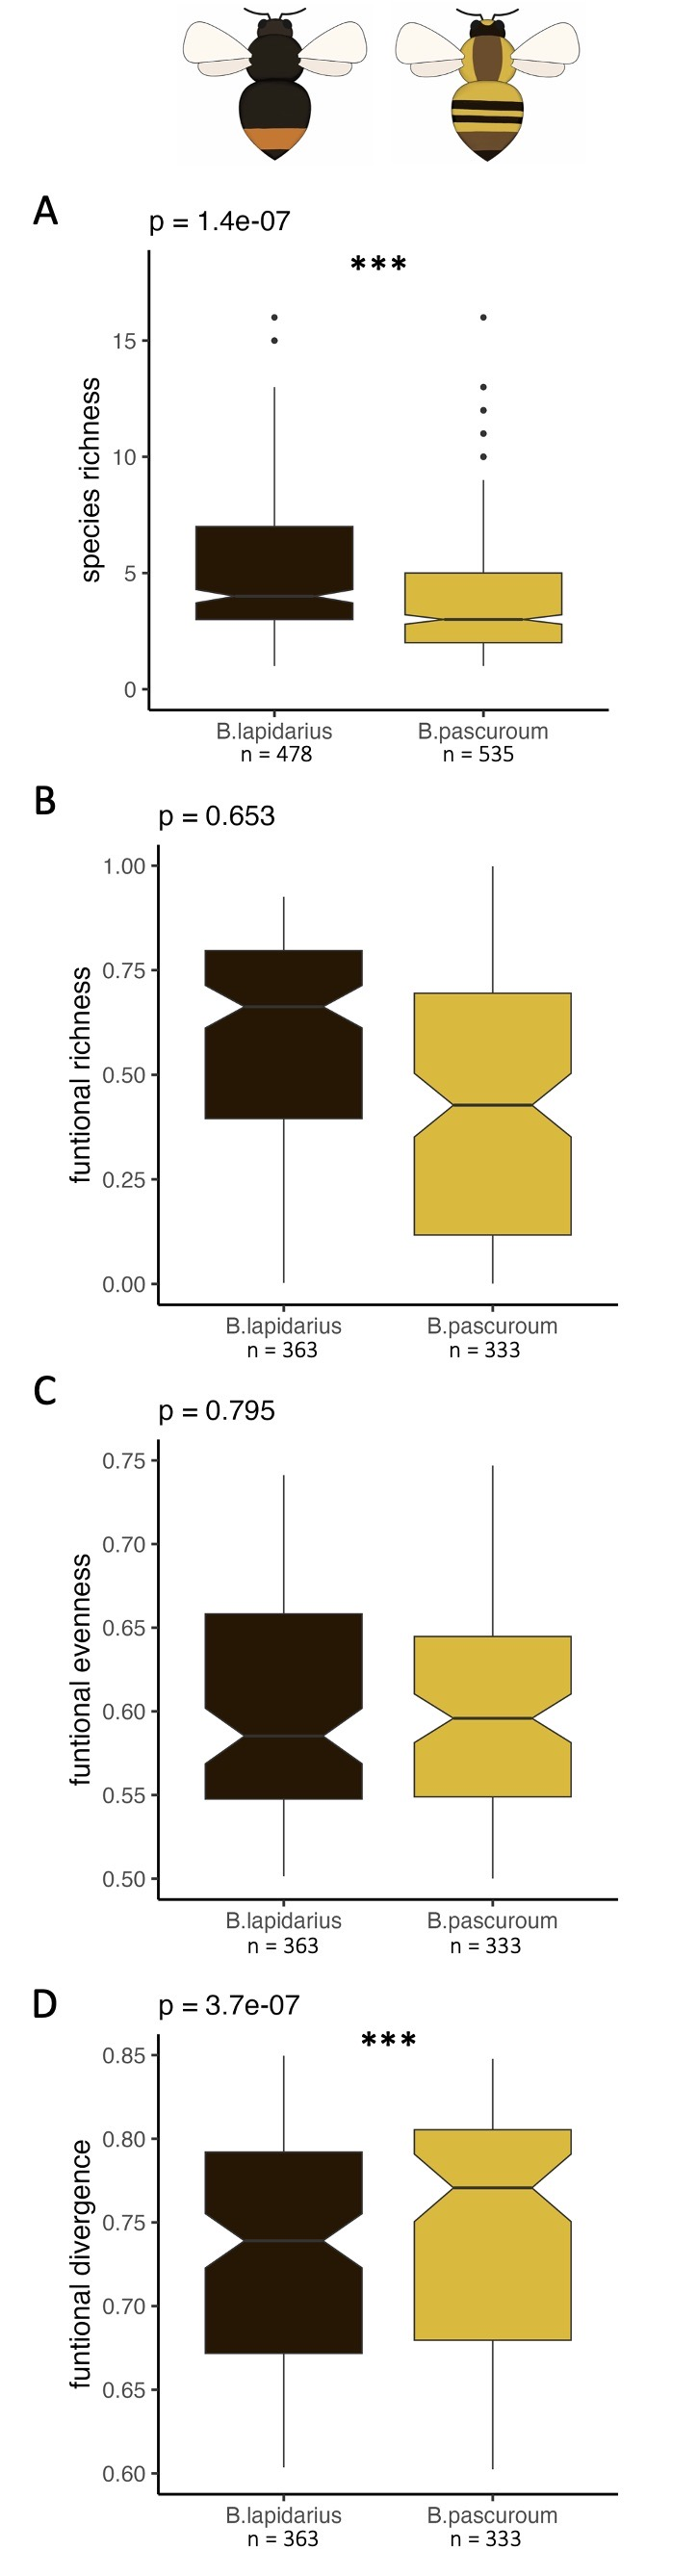 A
p = 1.4e-07
***
species richness
15
10
5
0
B.lapidarius
B.pascuroum
n = 478
n = 535
B
p = 0.653
funtional richness
1.00
0.75
0.50
0.25
0.00
B.lapidarius
B.pascuroum
n = 363
n = 333
C
p = 0.795
funtional evenness
0.75
0.70
0.65
0.60
0.55
0.50
B.lapidarius
B.pascuroum
n = 363
n = 333
D
p = 3.7e-07
***
funtional divergence
0.85
0.80
0.75
0.70
0.65
0.60
B.lapidarius
B.pascuroum
n = 363
n = 333